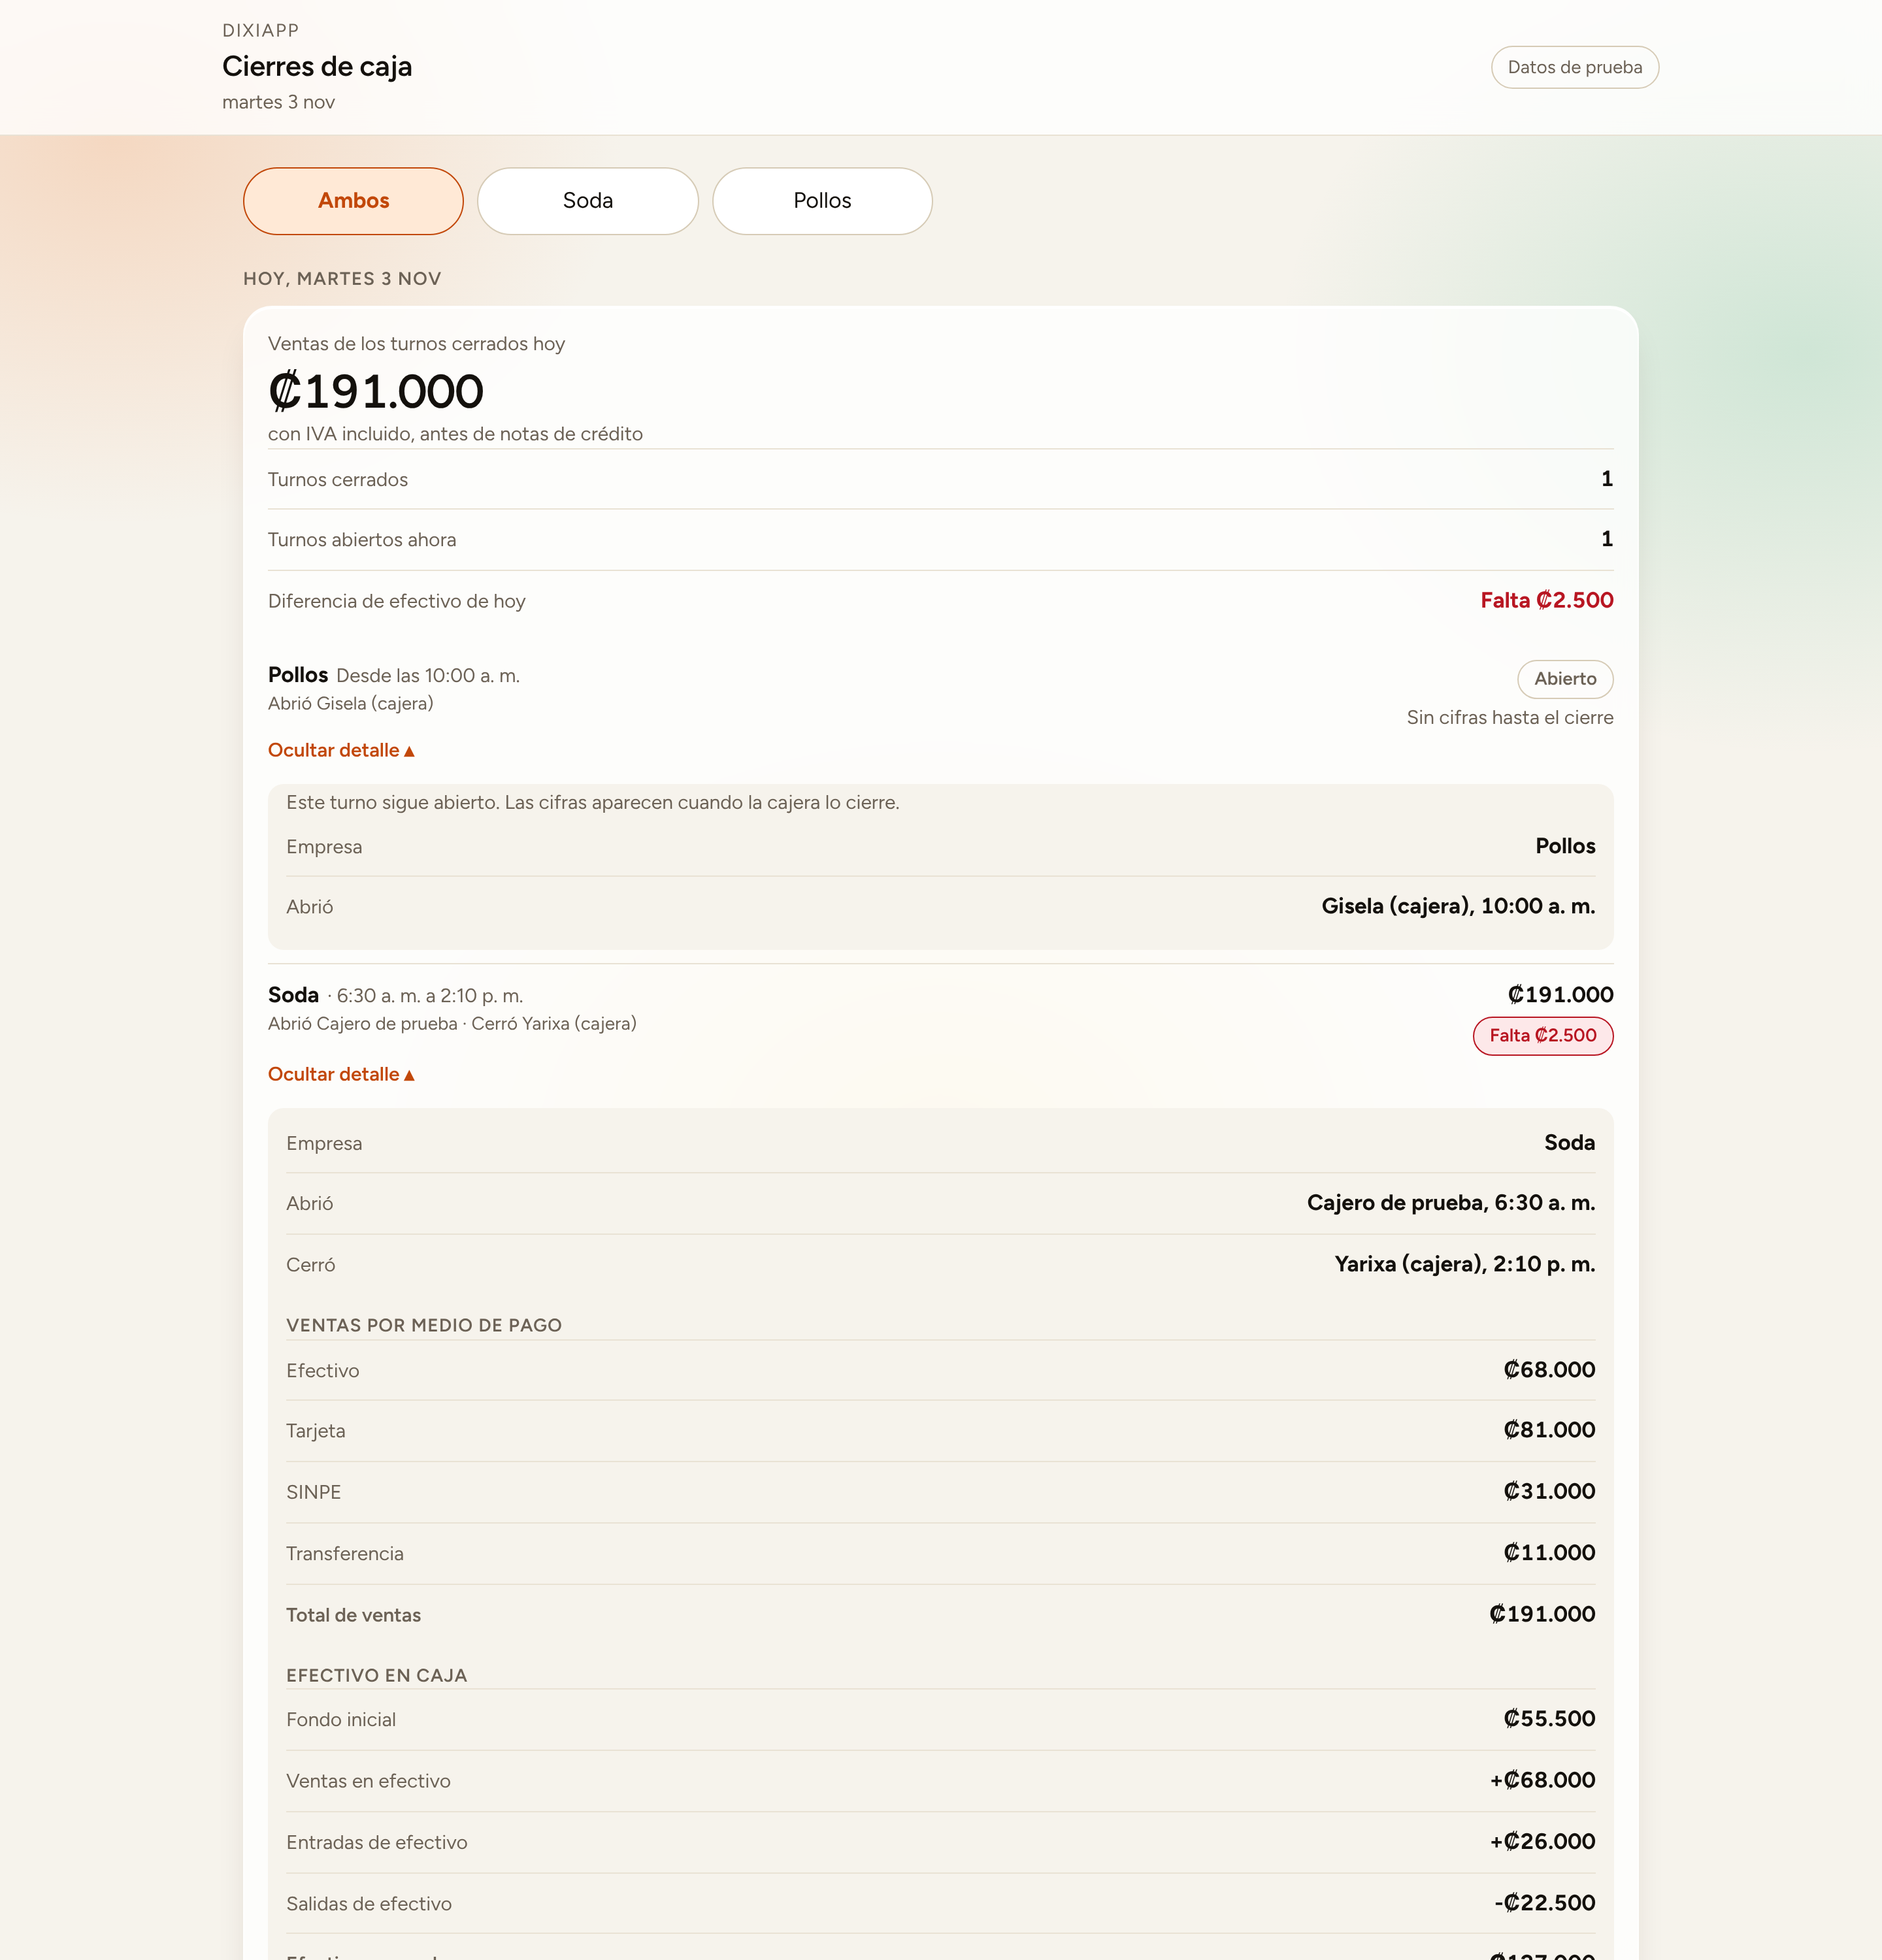 DIXIAPP
Cierres de caja
martes 3 nov
Datos de prueba
Ambos
Soda
Pollos
HOY, MARTES 3 NOV
Ventas de los turnos cerrados hoy
₡191.000
con IVA incluido, antes de notas de crédito
Turnos cerrados 1
Turnos abiertos ahora 1
Diferencia de efectivo de hoy Falta ₡2.500
Pollos Desde las 10:00 a. m. Abierto
Abrió Gisela (cajera) Sin cifras hasta el cierre
Ocultar detalle ▴
Este turno sigue abierto. Las cifras aparecen cuando la cajera lo cierre.
Empresa Pollos
Abrió Gisela (cajera), 10:00 a. m.
Soda · 6:30 a. m. a 2:10 p. m. ₡191.000
Abrió Cajero de prueba · Cerró Yarixa (cajera) Falta ₡2.500
Ocultar detalle ▴
Empresa Soda
Abrió Cajero de prueba, 6:30 a. m.
Cerró Yarixa (cajera), 2:10 p. m.
VENTAS POR MEDIO DE PAGO
Efectivo ₡68.000
Tarjeta ₡81.000
SINPE ₡31.000
Transferencia ₡11.000
Total de ventas ₡191.000
EFECTIVO EN CAJA
Fondo inicial ₡55.500
Ventas en efectivo +₡68.000
Entradas de efectivo +₡26.000
Salidas de efectivo -₡22.500